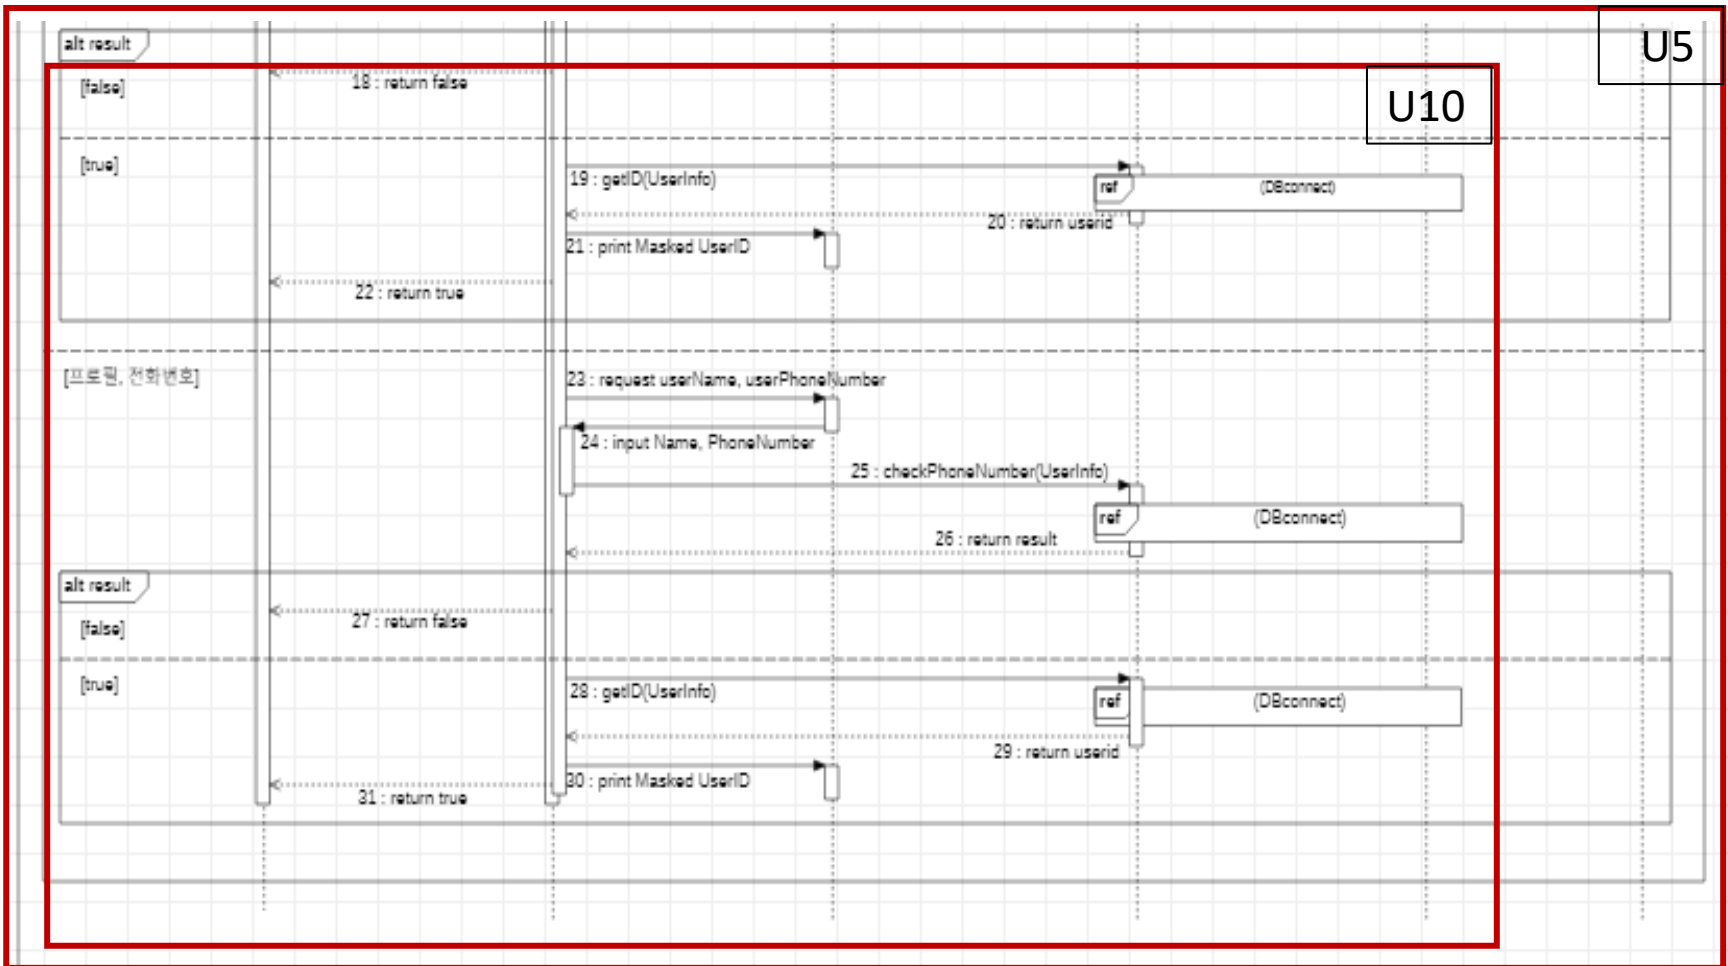 U5
alt result
U10
18 : return false
[false]
[true]
19 : getID(UserInfo)
ref
(DBconnect)
20 : return userid
21 : print Masked UserID
22 : return true
[프로필, 전화번호]
23 : request userName, userPhoneNumber
24 : input Name, PhoneNumber
25 : checkPhoneNumber(UserInfo)
ref
(DBconnect)
26 : return result
alt result
27 : return false
[false]
[true]
28 : getID(UserInfo)
ref
(DBconnect)
29 : return userid
30 : print Masked UserID
31 : return true